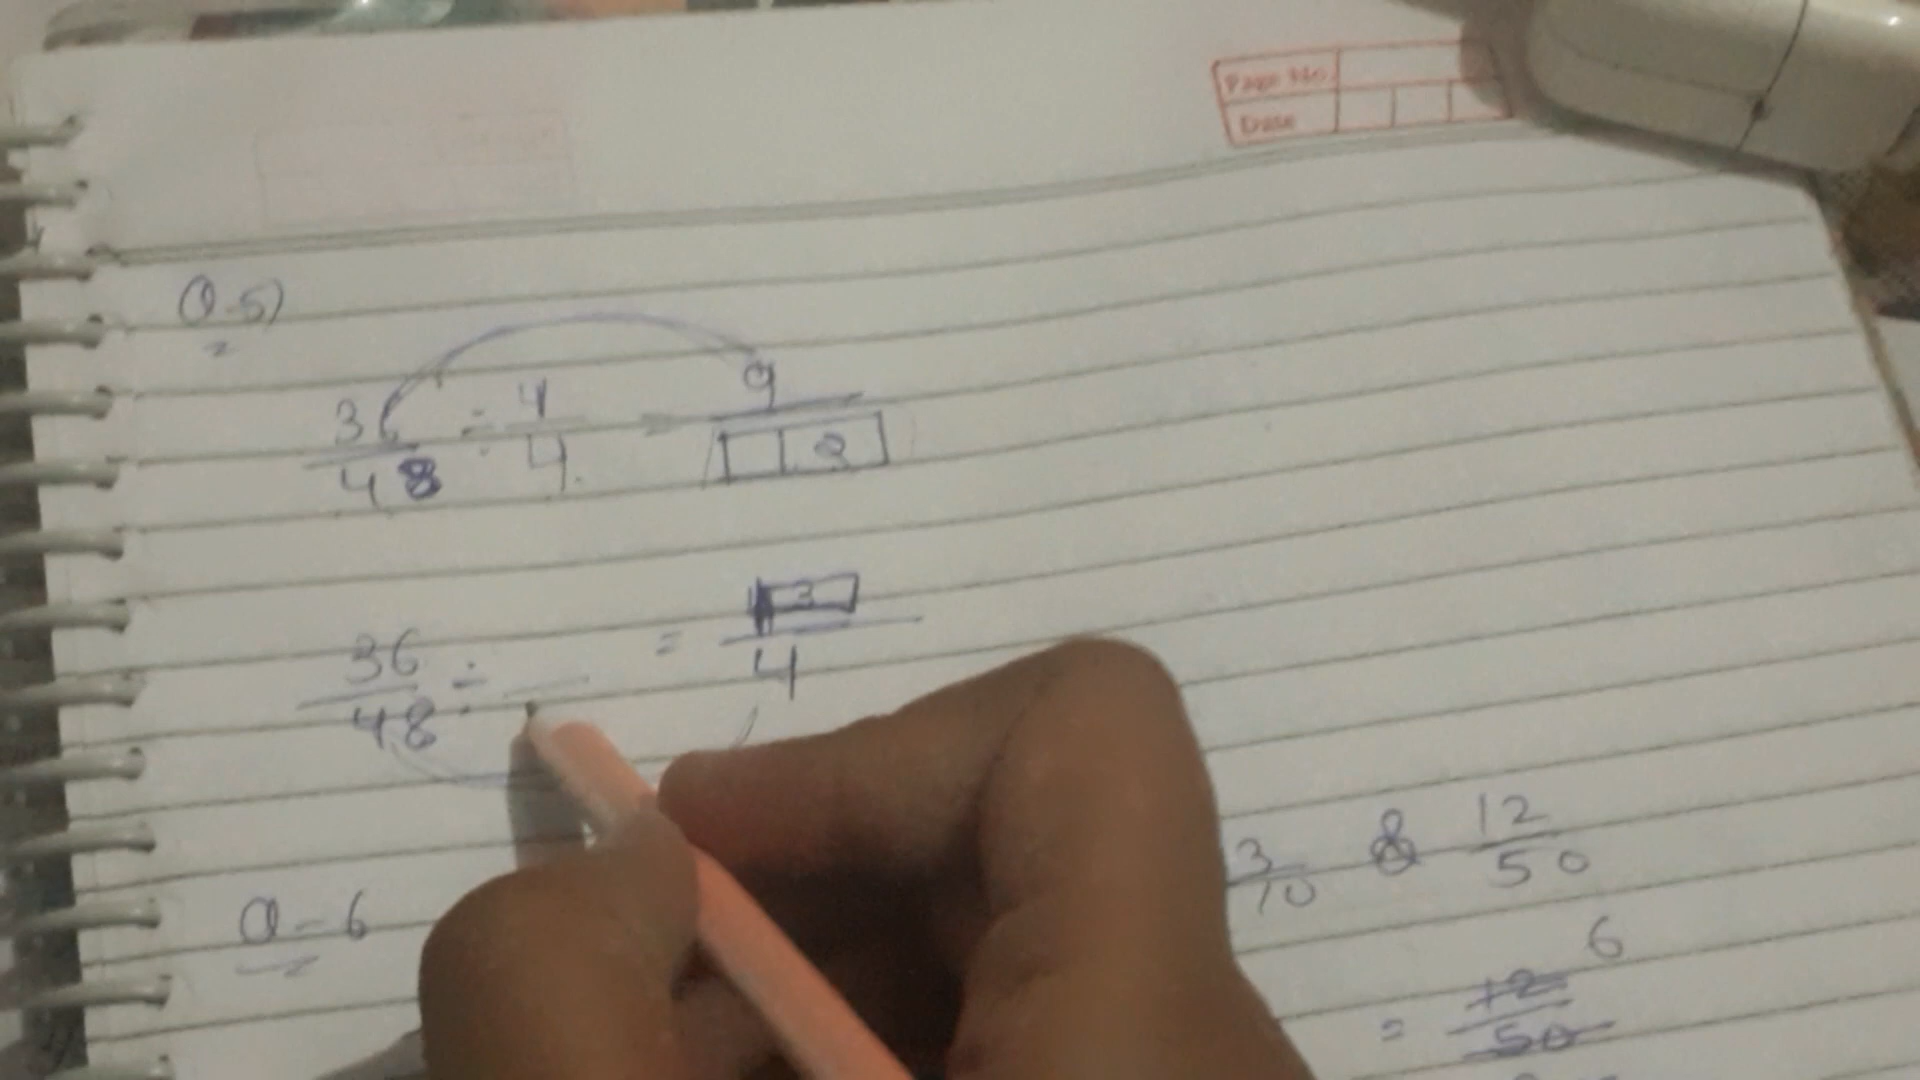 Page No.
Date
Q-5)
36/48 ÷ 4/4 → 9/12
36/48 ÷ = 3/4
Q-6
3/10 & 12/50
6
= 12/50